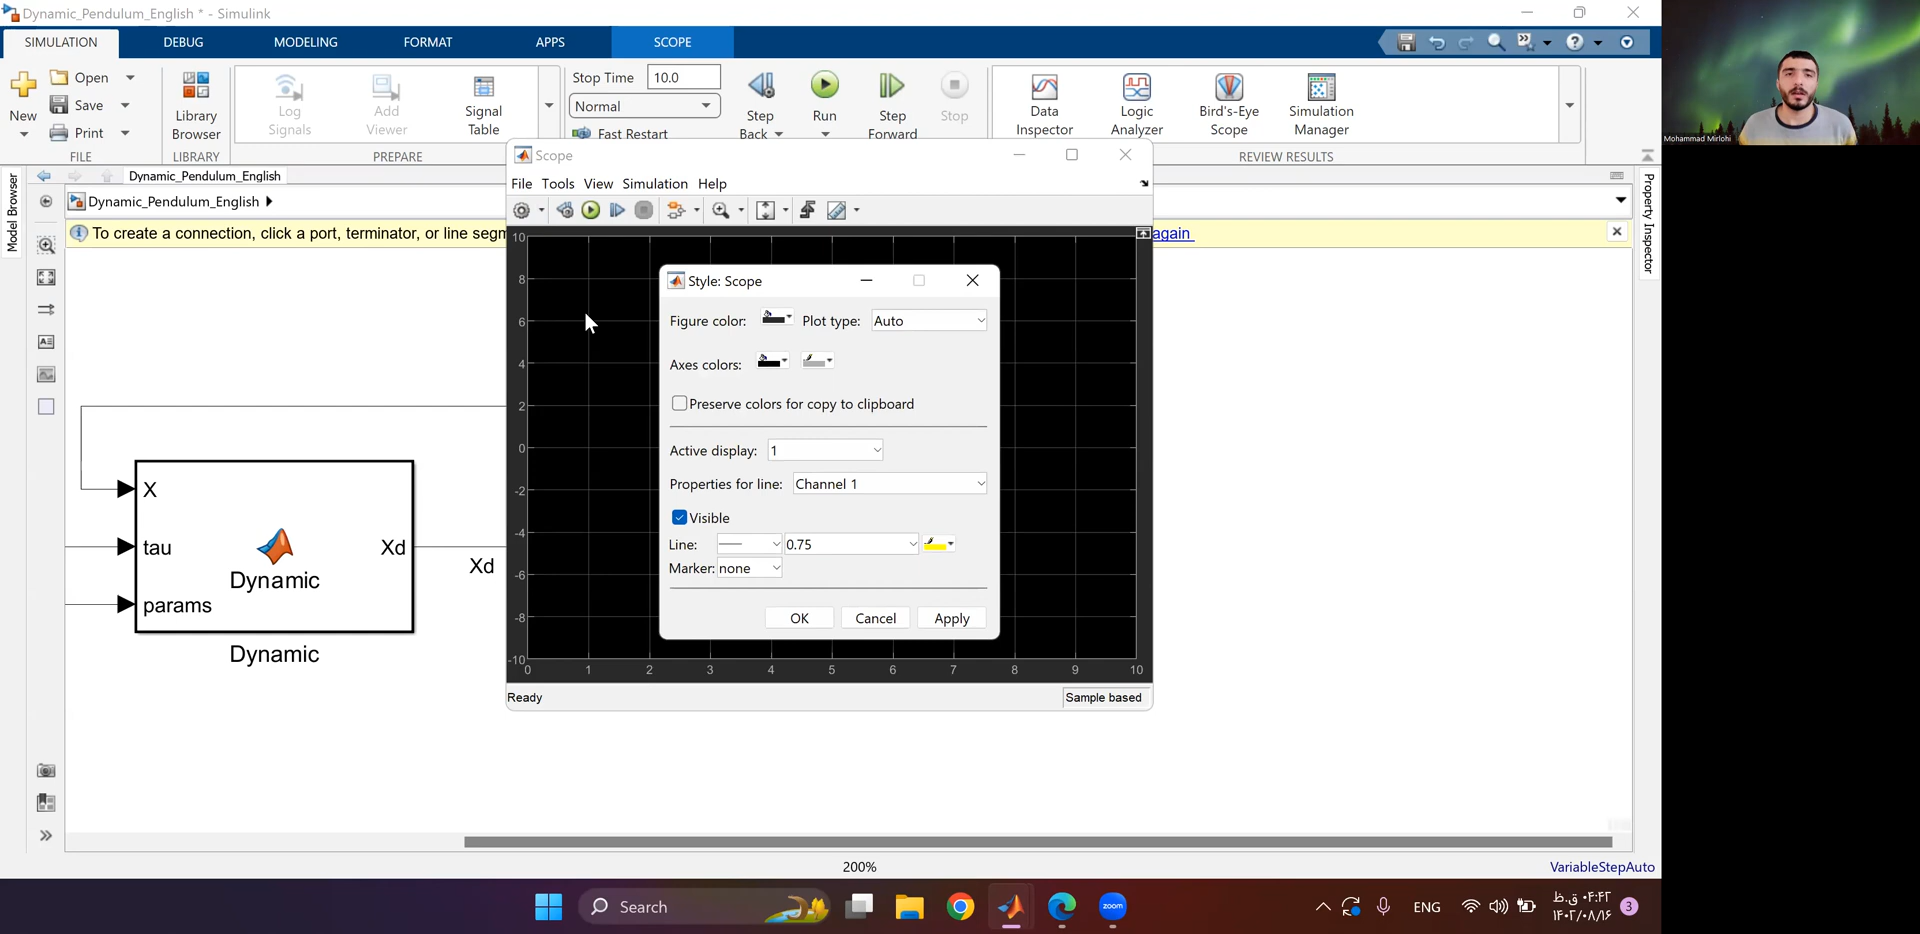 Dynamic_Pendulum_English * - Simulink
SIMULATION DEBUG MODELING FORMAT APPS SCOPE
New
Open
Save
Print
FILE
Library Browser
LIBRARY
Log Signals
Add Viewer
Signal Table
PREPARE
Stop Time 10.0
Normal
Fast Restart
Step Back
Run
Step Forward
Stop
Data Inspector
Logic Analyzer
Bird's-Eye Scope
Simulation Manager
REVIEW RESULTS
Mohammad Mirlohi
Model Browser
Dynamic_Pendulum_English
Dynamic_Pendulum_English
To create a connection, click a port, terminator, or line segm
again
Property Inspector
Scope
File Tools View Simulation Help
10
8
6
4
2
0
-2
-4
-6
-8
-10
0 1 2 3 4 5 6 7 8 9 10
Ready
Sample based
Style: Scope
Figure color: Plot type: Auto
Axes colors:
Preserve colors for copy to clipboard
Active display: 1
Properties for line: Channel 1
Visible
Line: 0.75
Marker: none
OK Cancel Apply
X
tau
params
Dynamic
Xd
Xd
Dynamic
200%
VariableStepAuto
Search
zoom
ENG
۰۴:۴۲ ق.ظ
۱۴۰۲/۰۸/۱۶
3